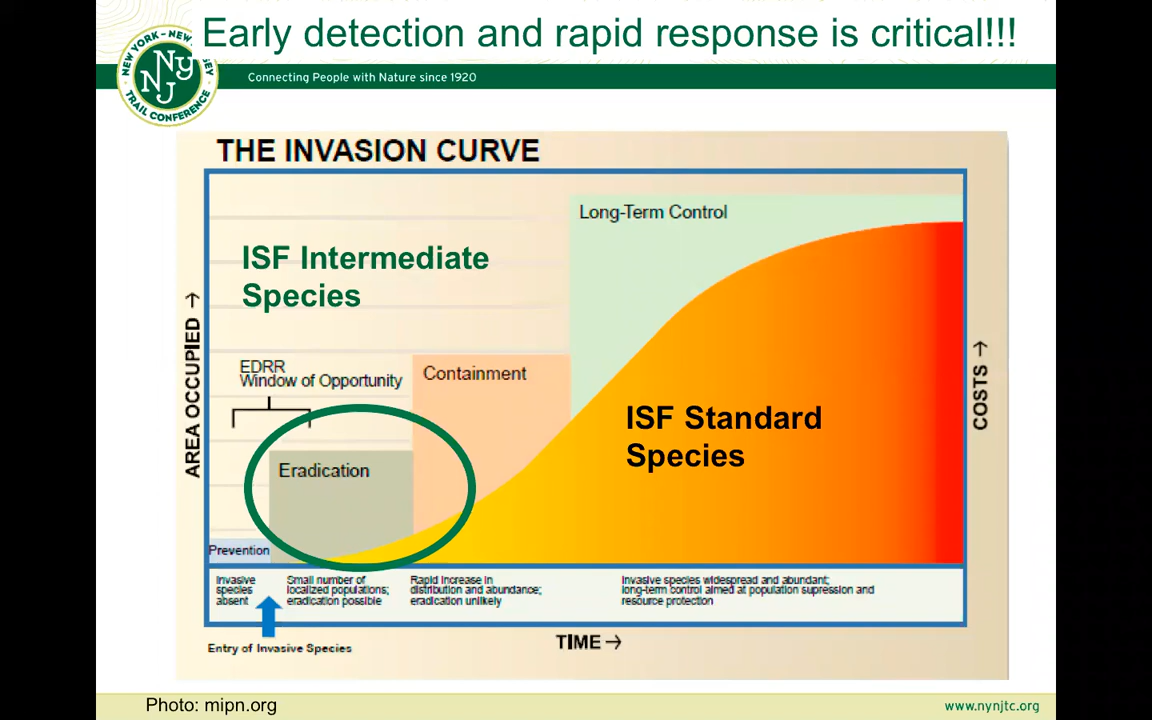 Early detection and rapid response is critical!!!
NEW YORK - NEW JERSEY
NY
NJ
TRAIL CONFERENCE
Connecting People with Nature since 1920
THE INVASION CURVE
Long-Term Control
ISF Intermediate
Species
EDRR
Window of Opportunity
Containment
ISF Standard
Species
Eradication
Prevention
AREA OCCUPIED →
COSTS →
Invasive
species
absent
Small number of
localized populations;
eradication possible
Rapid increase in
distribution and abundance;
eradication unlikely
Invasive species widespread and abundant;
long-term control aimed at population supression and
resource protection
Entry of Invasive Species
TIME →
Photo: mipn.org
www.nynjtc.org